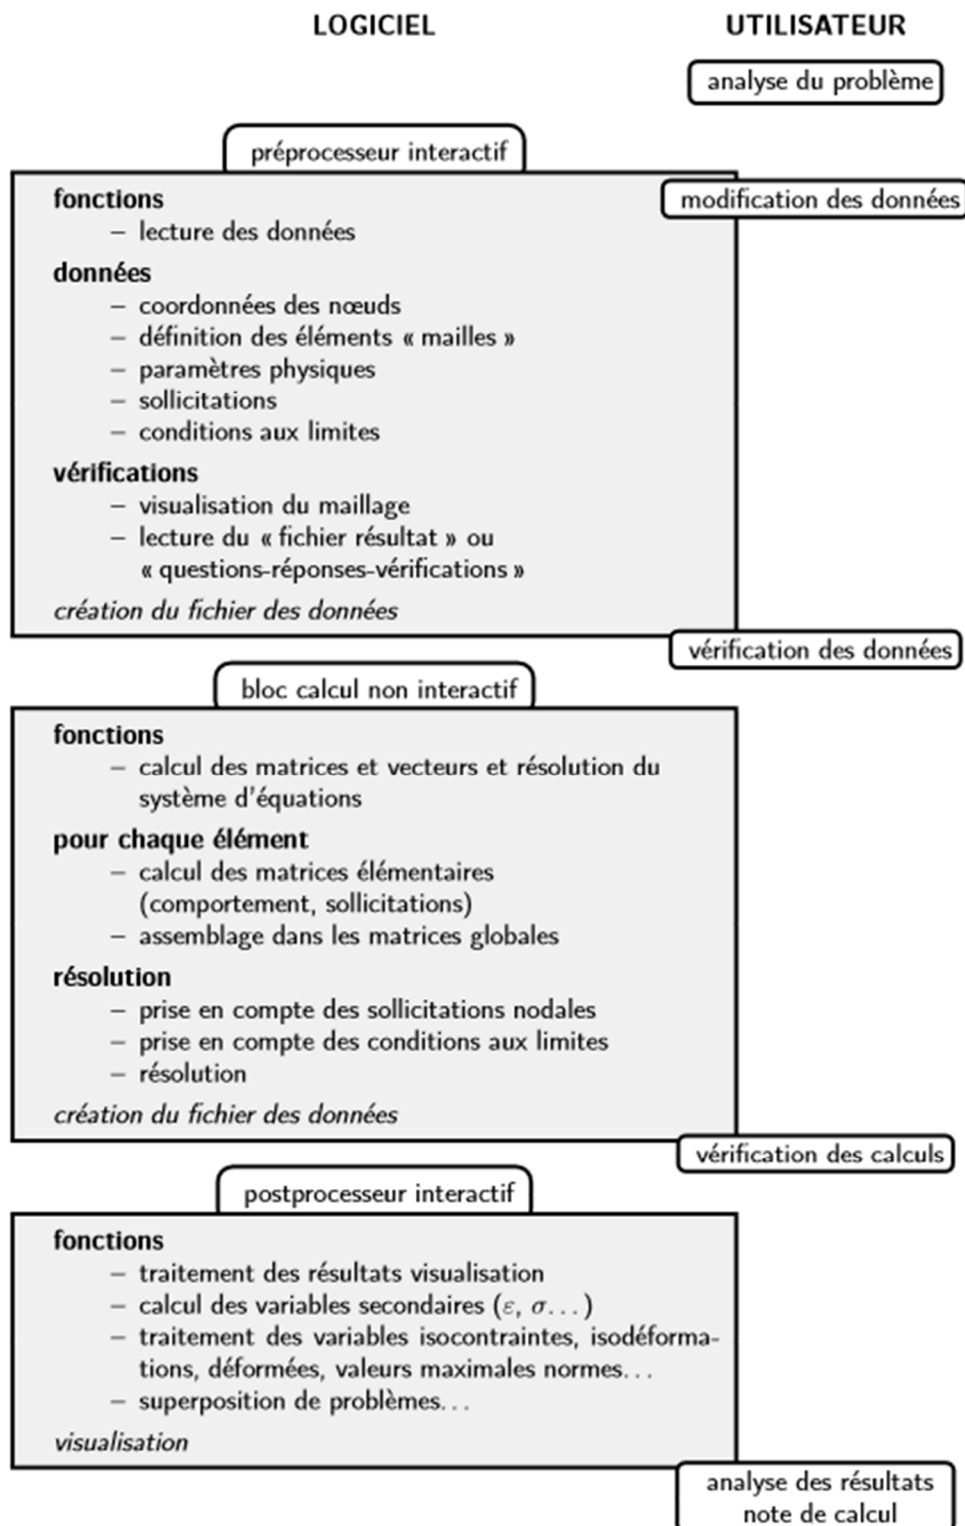 LOGICIEL UTILISATEUR
analyse du problème
préprocesseur interactif
modification des données
fonctions
– lecture des données
données
– coordonnées des nœuds
– définition des éléments « mailles »
– paramètres physiques
– sollicitations
– conditions aux limites
vérifications
– visualisation du maillage
– lecture du « fichier résultat » ou
« questions-réponses-vérifications »
création du fichier des données
vérification des données
bloc calcul non interactif
fonctions
– calcul des matrices et vecteurs et résolution du
système d'équations
pour chaque élément
– calcul des matrices élémentaires
(comportement, sollicitations)
– assemblage dans les matrices globales
résolution
– prise en compte des sollicitations nodales
– prise en compte des conditions aux limites
– résolution
création du fichier des données
vérification des calculs
postprocesseur interactif
fonctions
– traitement des résultats visualisation
– calcul des variables secondaires (ε, σ...)
– traitement des variables isocontraintes, isodéforma-
tions, déformées, valeurs maximales normes...
– superposition de problèmes...
visualisation
analyse des résultats
note de calcul